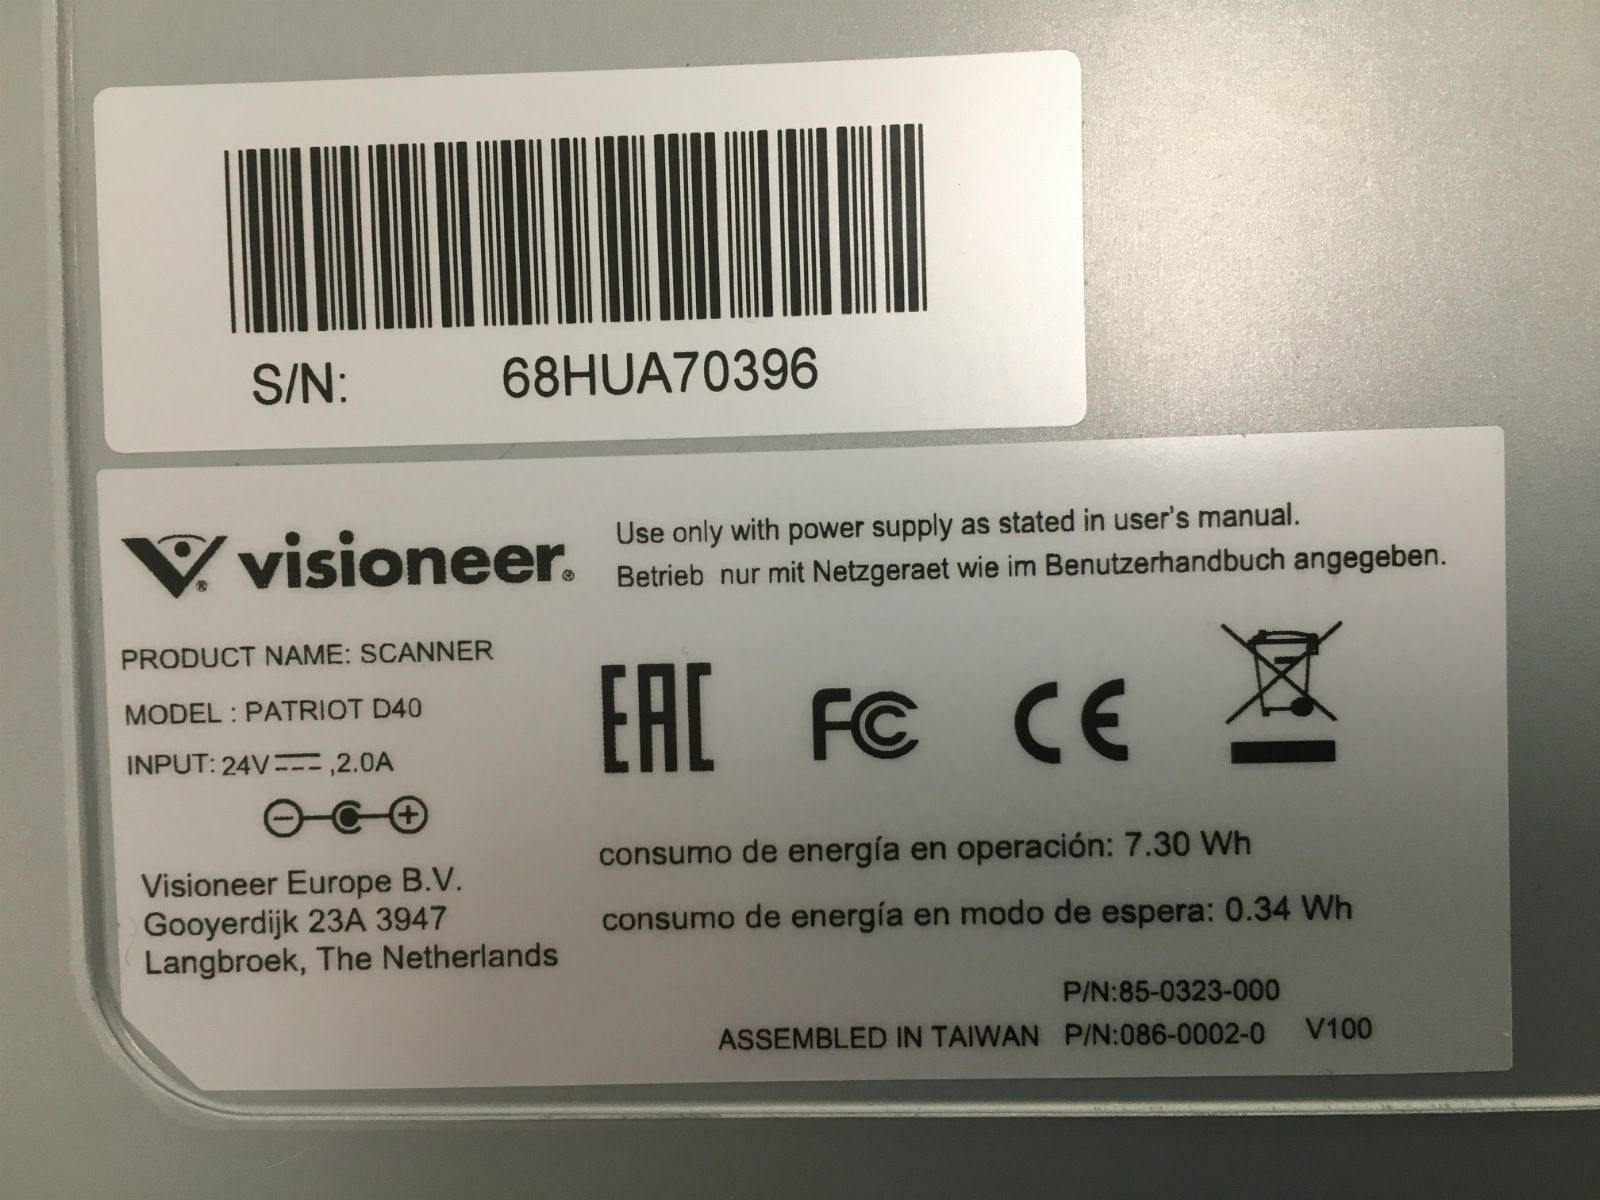 S/N: 68HUA70396
visioneer®
Use only with power supply as stated in user's manual.
Betrieb nur mit Netzgeraet wie im Benutzerhandbuch angegeben.
PRODUCT NAME: SCANNER
MODEL : PATRIOT D40
INPUT: 24V⎓,2.0A
EAC FC CE
Visioneer Europe B.V.
Gooyerdijk 23A 3947
Langbroek, The Netherlands
consumo de energía en operación: 7.30 Wh
consumo de energía en modo de espera: 0.34 Wh
P/N:85-0323-000
ASSEMBLED IN TAIWAN P/N:086-0002-0 V100